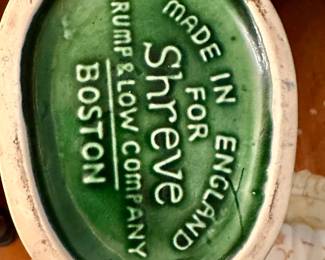 MADE IN ENGLAND
FOR
Shreve
RUMP & LOW COMPANY
BOSTON